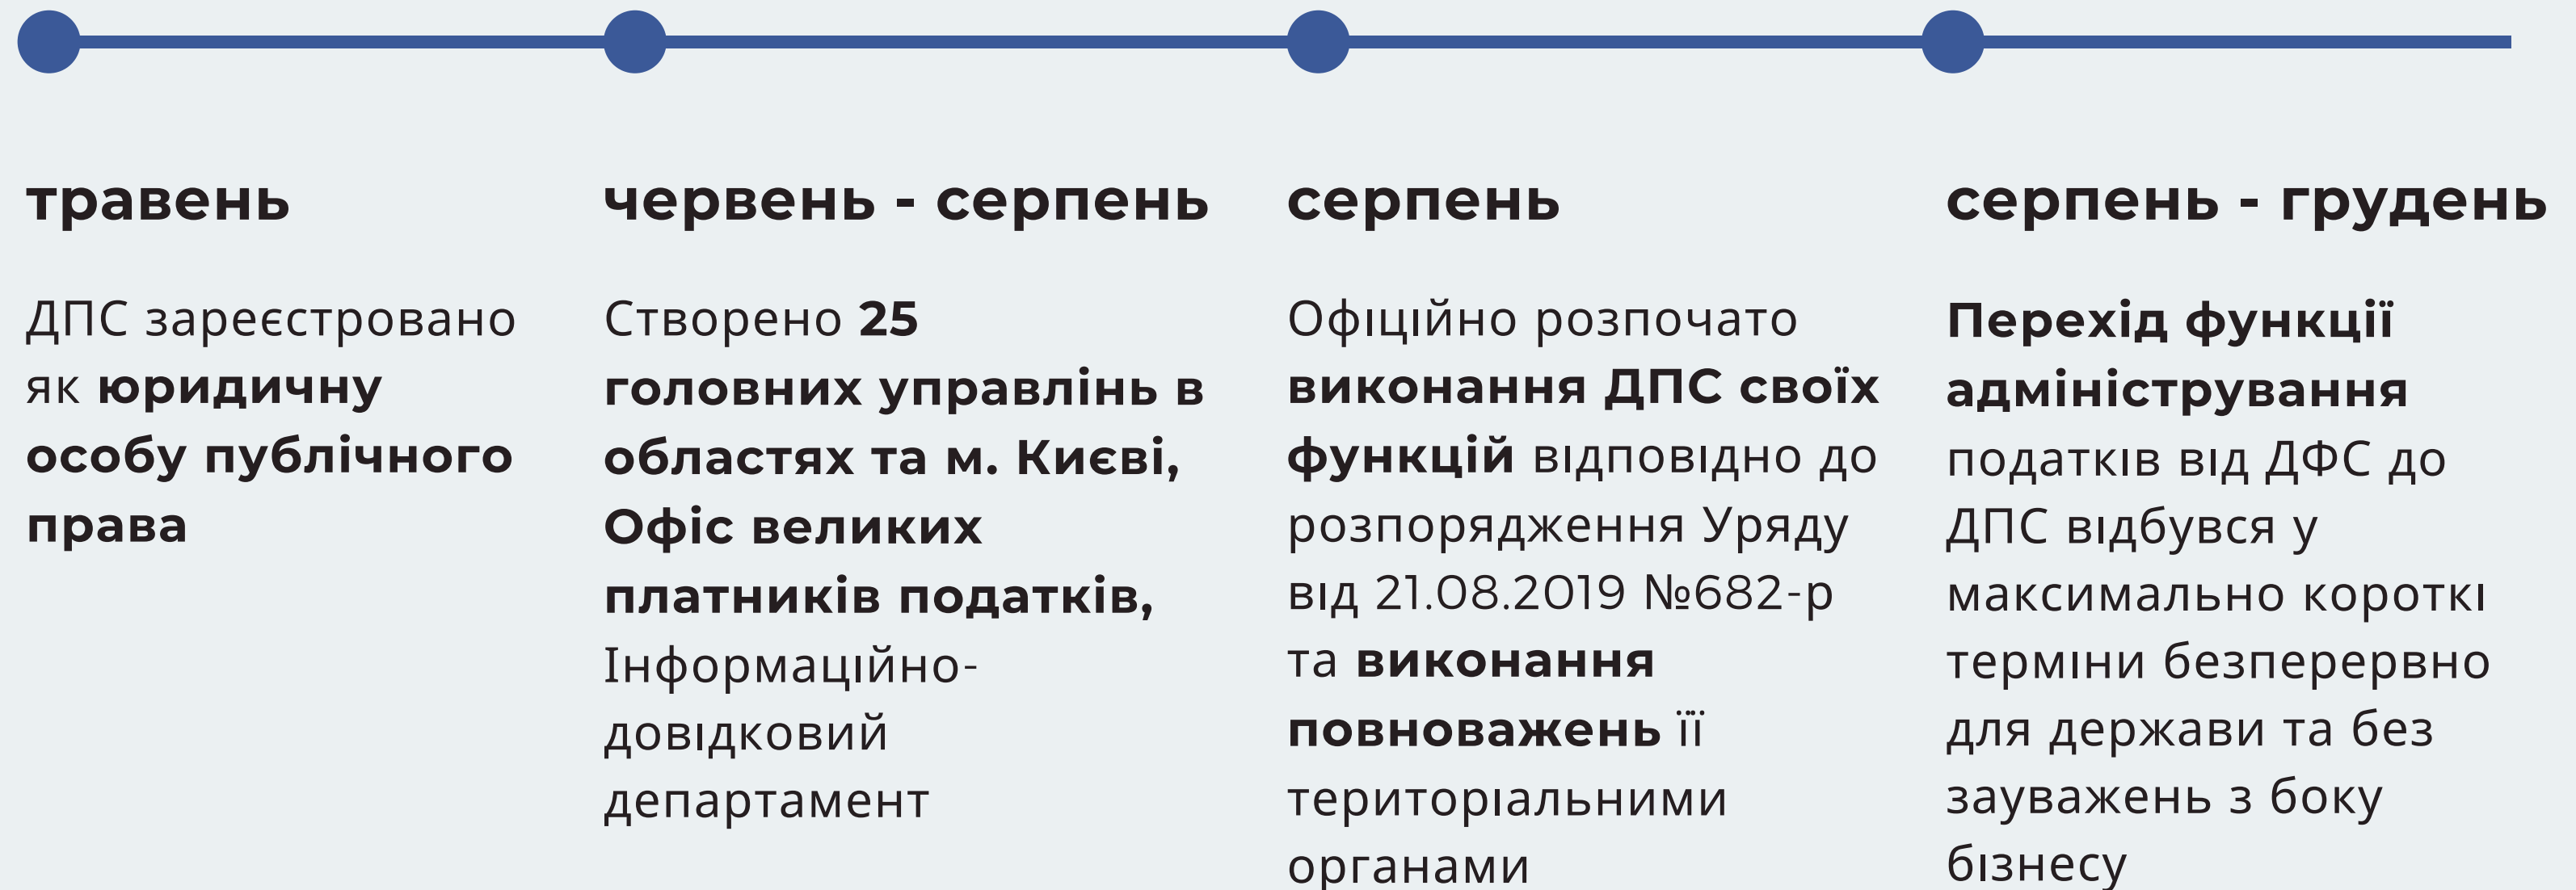 травень
ДПС зареєстровано
як юридичну
особу публічного
права
червень - серпень
Створено 25
головних управлінь в
областях та м. Києві,
Офіс великих
платників податків,
Інформаційно-
довідковий
департамент
серпень
Офіційно розпочато
виконання ДПС своїх
функцій відповідно до
розпорядження Уряду
від 21.08.2019 №682-р
та виконання
повноважень її
територіальними
органами
серпень - грудень
Перехід функції
адміністрування
податків від ДФС до
ДПС відбувся у
максимально короткі
терміни безперервно
для держави та без
зауважень з боку
бізнесу